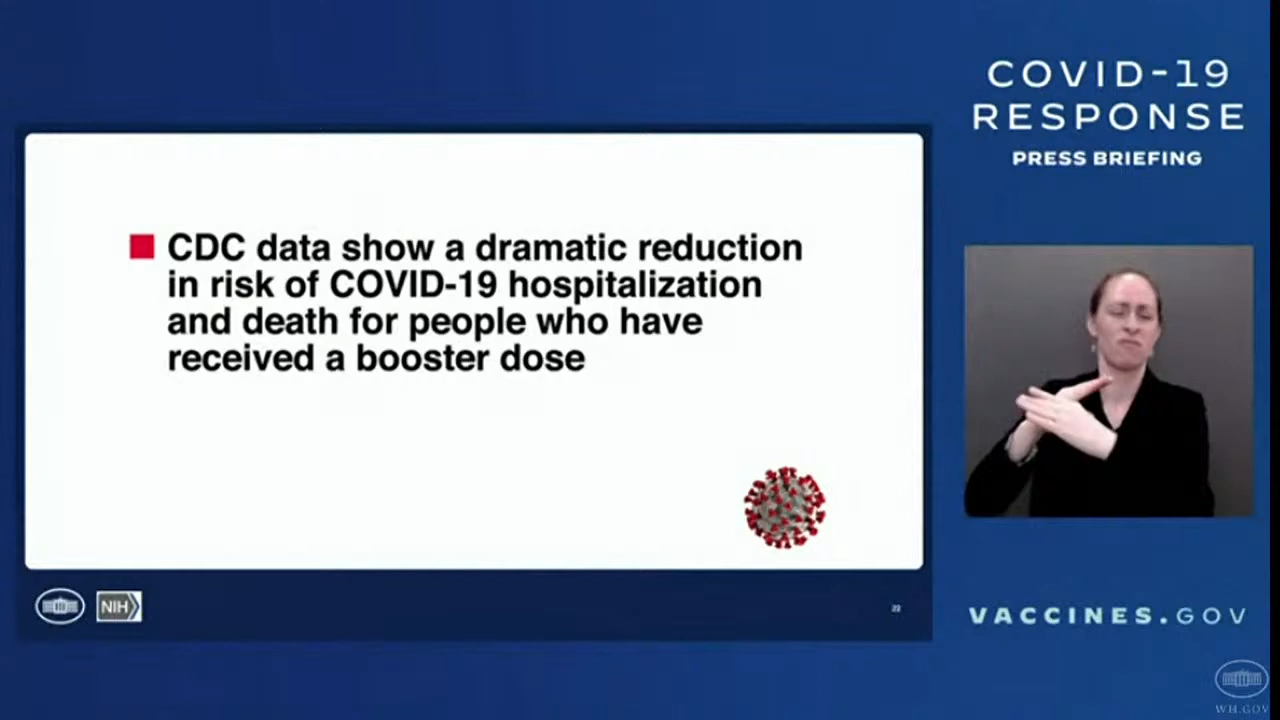 COVID-19
RESPONSE
PRESS BRIEFING
CDC data show a dramatic reduction
in risk of COVID-19 hospitalization
and death for people who have
received a booster dose
NIH
22
VACCINES.GOV
WH.GOV